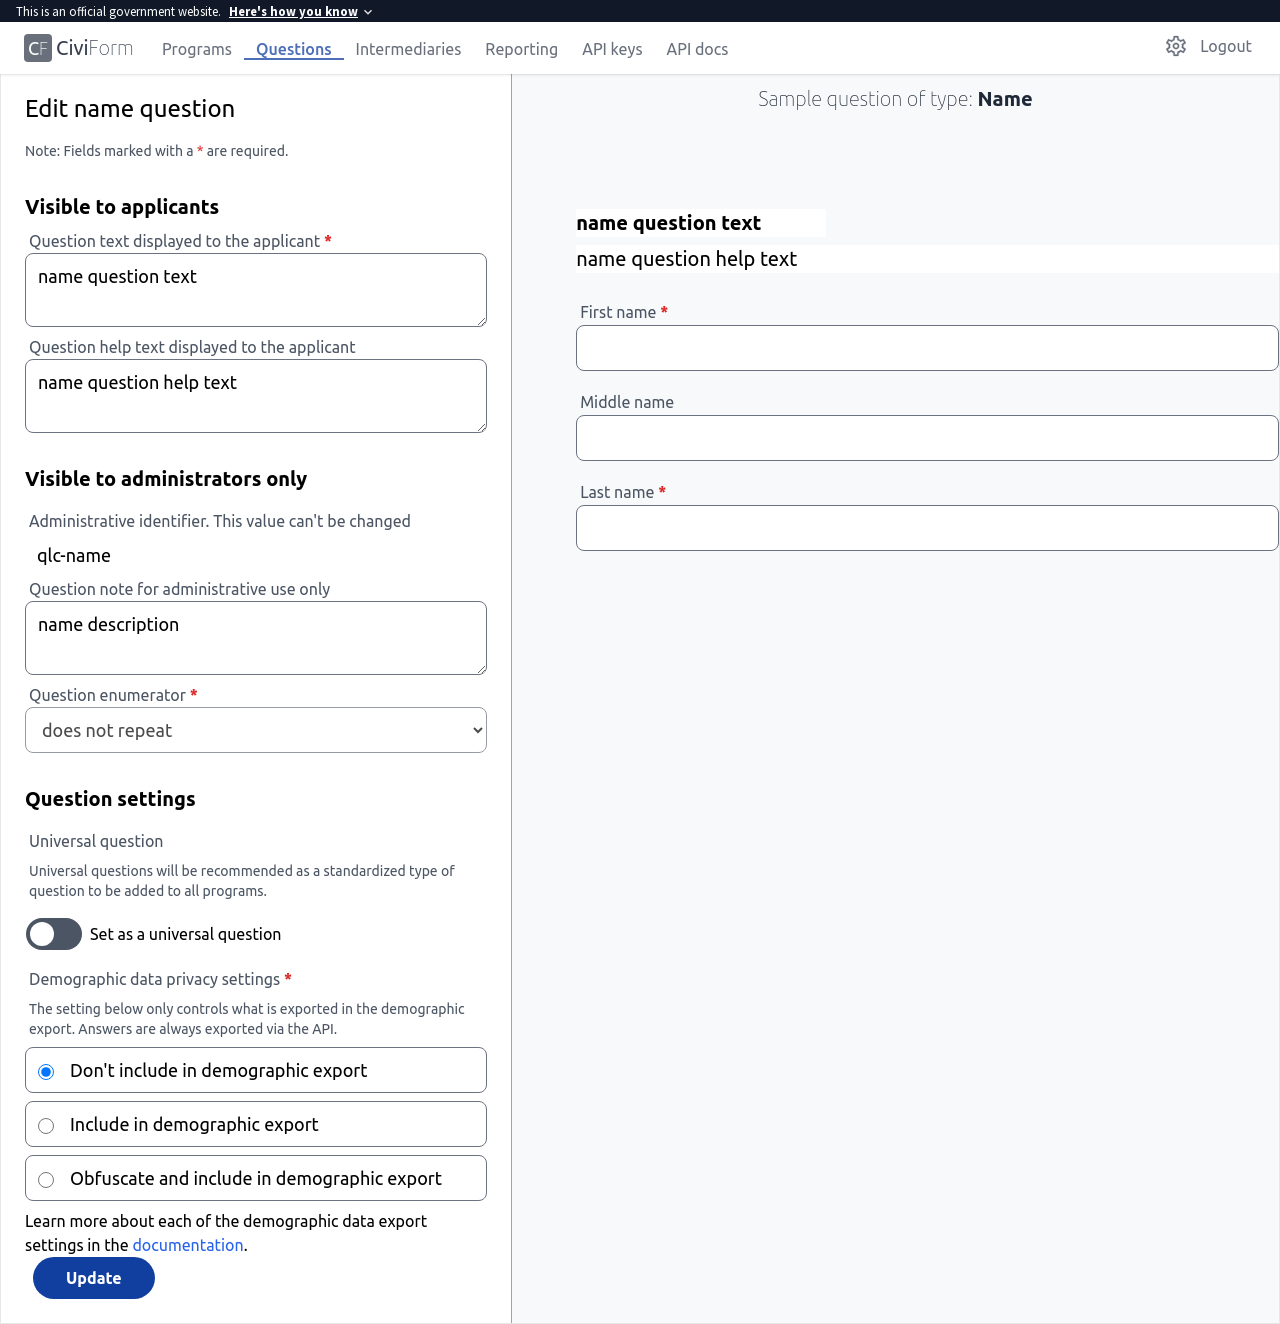 This is an official government website. Here's how you know
CF CiviForm Programs Questions Intermediaries Reporting API keys API docs Logout
Edit name question
Note: Fields marked with a * are required.
Visible to applicants
Question text displayed to the applicant *
name question text
Question help text displayed to the applicant
name question help text
Visible to administrators only
Administrative identifier. This value can't be changed
qlc-name
Question note for administrative use only
name description
Question enumerator *
does not repeat
Question settings
Universal question
Universal questions will be recommended as a standardized type of
question to be added to all programs.
Set as a universal question
Demographic data privacy settings *
The setting below only controls what is exported in the demographic
export. Answers are always exported via the API.
Don't include in demographic export
Include in demographic export
Obfuscate and include in demographic export
Learn more about each of the demographic data export
settings in the documentation.
Update
Sample question of type: Name
name question text
name question help text
First name *
Middle name
Last name *